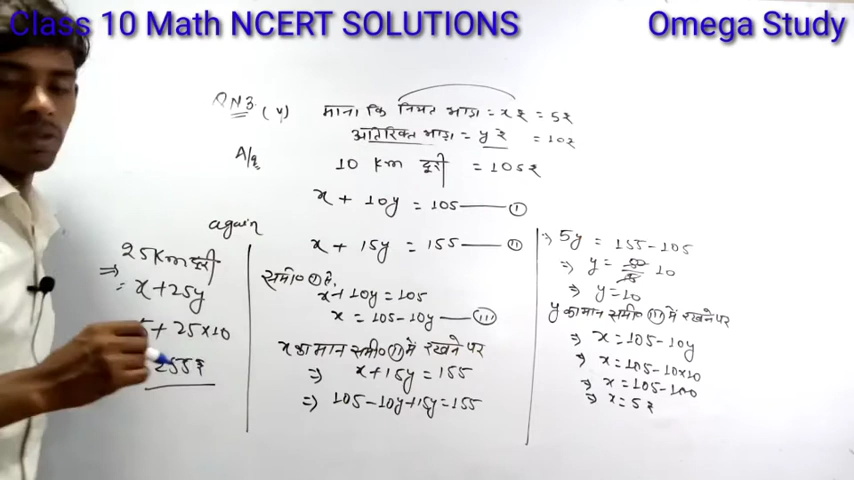 Class 10 Math NCERT SOLUTIONS
Omega Study
QN3. (v) माना कि नियत भाड़ा = x₹ = 5₹
अतिरिक्त भाड़ा = y₹ = 10₹
A/q 10 Km दूरी = 105₹
x + 10y = 105 —— (I)
again x + 15y = 155 —— (II)
समी० (I) से,
x + 10y = 105
x = 105 - 10y —— (III)
x का मान समी० (II) में रखने पर
⇒ x + 15y = 155
⇒ 105 - 10y + 15y = 155
⇒ 5y = 155 - 105
⇒ y = 50 10
⇒ y = 10
y का मान समी० (III) में रखने पर
⇒ x = 105 - 10y
⇒ x = 105 - 10×10
⇒ x = 105 - 100
⇒ x = 5₹
25 Km दूरी
⇒ = x + 25y
+ 25×10
255₹